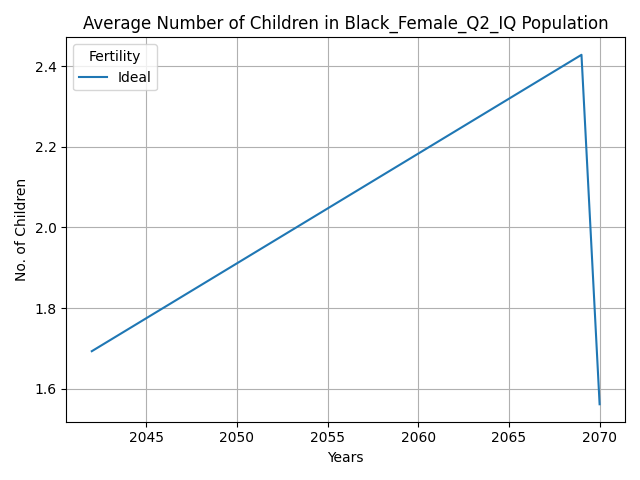 Average Number of Children in Black_Female_Q2_IQ Population
Fertility
Ideal
No. of Children
2.4
2.2
2.0
1.8
1.6
2045 2050 2055 2060 2065 2070
Years